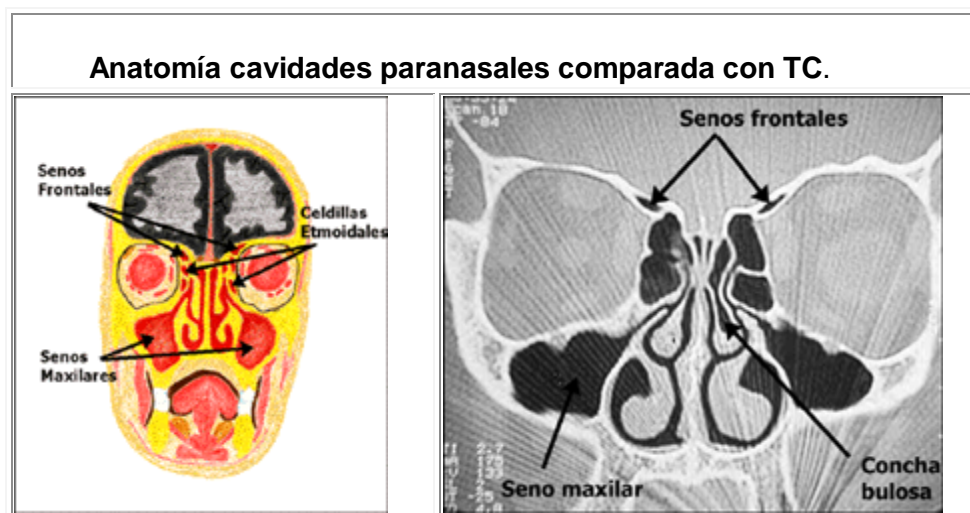 Anatomía cavidades paranasales comparada con TC.
Senos
Frontales
Celdillas
Etmoidales
Senos
Maxilares
Senos frontales
Seno maxilar
Concha
bulosa